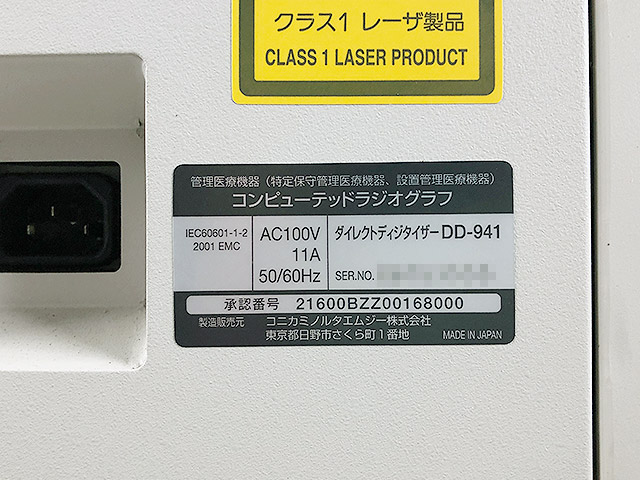 クラス1 レーザ製品
CLASS 1 LASER PRODUCT
管理医療機器(特定保守管理医療機器、設置管理医療機器)
コンピューテッドラジオグラフ
IEC60601-1-2
2001 EMC
AC100V
11A
50/60Hz
ダイレクトディジタイザー DD-941
SER.NO.
承認番号 21600BZZ00168000
製造販売元 コニカミノルタエムジー株式会社
東京都日野市さくら町1番地
MADE IN JAPAN